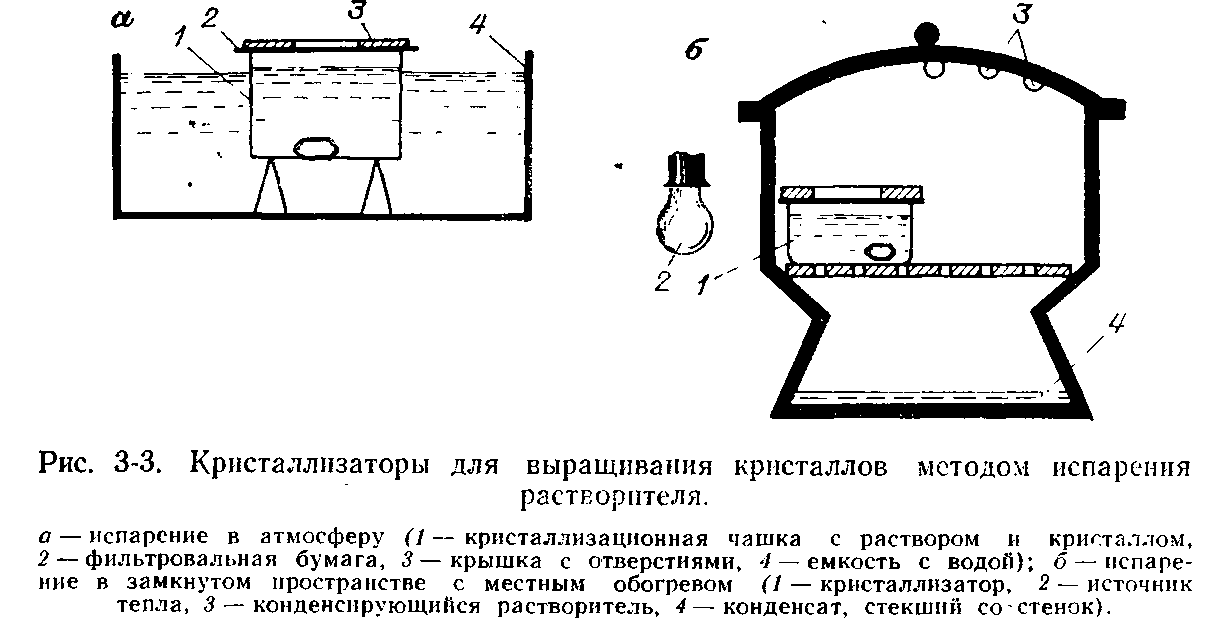 а
2
3
1
4
б
3
2
1
4
Рис. 3-3. Кристаллизаторы для выращивания кристаллов методом испарения
растворителя.
а — испарение в атмосферу (1 — кристаллизационная чашка с раствором и кристаллом,
2 — фильтровальная бумага, 3 — крышка с отверстиями, 4 — емкость с водой); б — испаре-
ние в замкнутом пространстве с местным обогревом (1 — кристаллизатор, 2 — источник
тепла, 3 — конденсирующийся растворитель, 4 — конденсат, стекший со стенок).